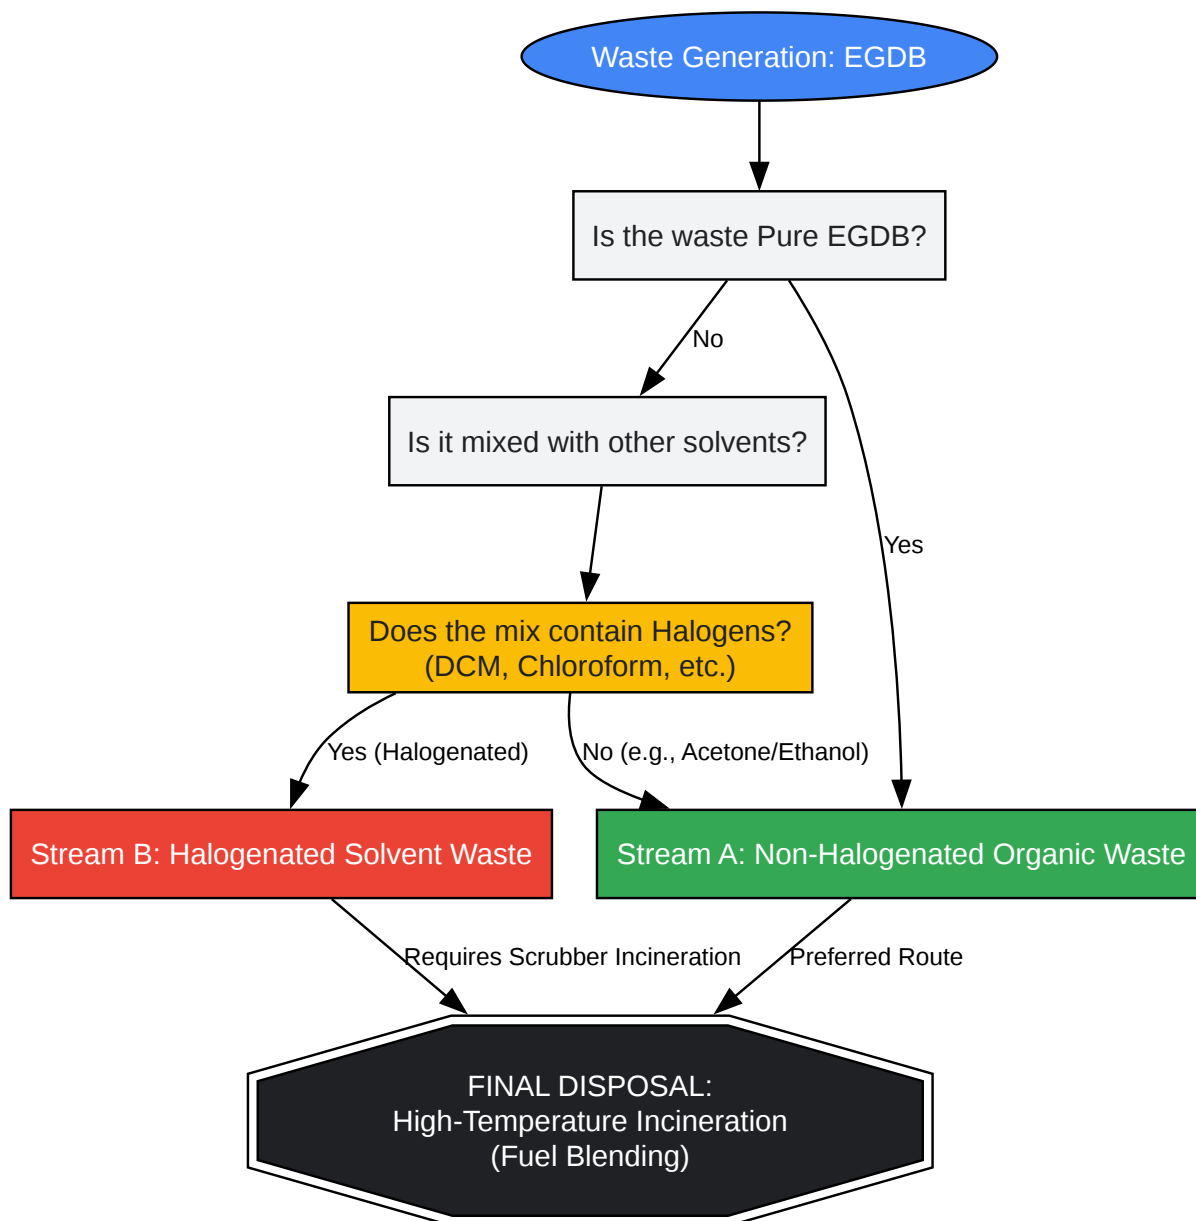 Waste Generation: EGDB
Is the waste Pure EGDB?
No
Is it mixed with other solvents?
Yes
Does the mix contain Halogens?
(DCM, Chloroform, etc.)
Yes (Halogenated)
No (e.g., Acetone/Ethanol)
Stream B: Halogenated Solvent Waste
Stream A: Non-Halogenated Organic Waste
Requires Scrubber Incineration
Preferred Route
FINAL DISPOSAL:
High-Temperature Incineration
(Fuel Blending)